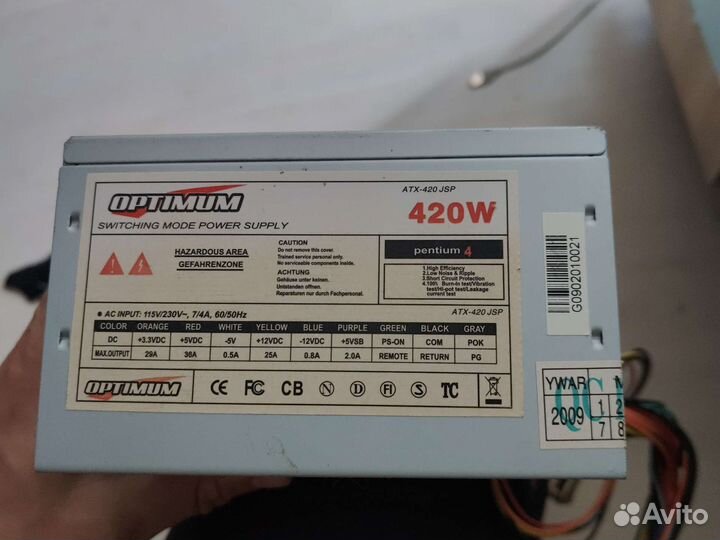 OPTIMUM
SWITCHING MODE POWER SUPPLY
ATX-420 JSP
420W
HAZARDOUS AREA
GEFAHRENZONE
CAUTION
Do not remove this cover.
Trained service personal only.
No serviceable components inside.
ACHTUNG
Gehäuse unter keinen.
Untstanden offnen.
Reparaturen nur durch Fachpersonal.
pentium 4
1.High Efficiency
2.Low Noise & Ripple
3.Short Circuit Protection
4.100% Burn-in test/Vibration
test/Hi-pot test/Leakage
current test
G0902010021
● AC INPUT: 115V/230V~, 7/4A, 60/50Hz
ATX-420 JSP
COLOR ORANGE RED WHITE YELLOW BLUE PURPLE GREEN BLACK GRAY
DC +3.3VDC +5VDC -5V +12VDC -12VDC +5VSB PS-ON COM POK
MAX.OUTPUT 29A 36A 0.5A 25A 0.8A 2.0A REMOTE RETURN PG
OPTIMUM
CE FC CB N D FI S TC
YWAR M
2009 1 2
7 8
QC
Avito